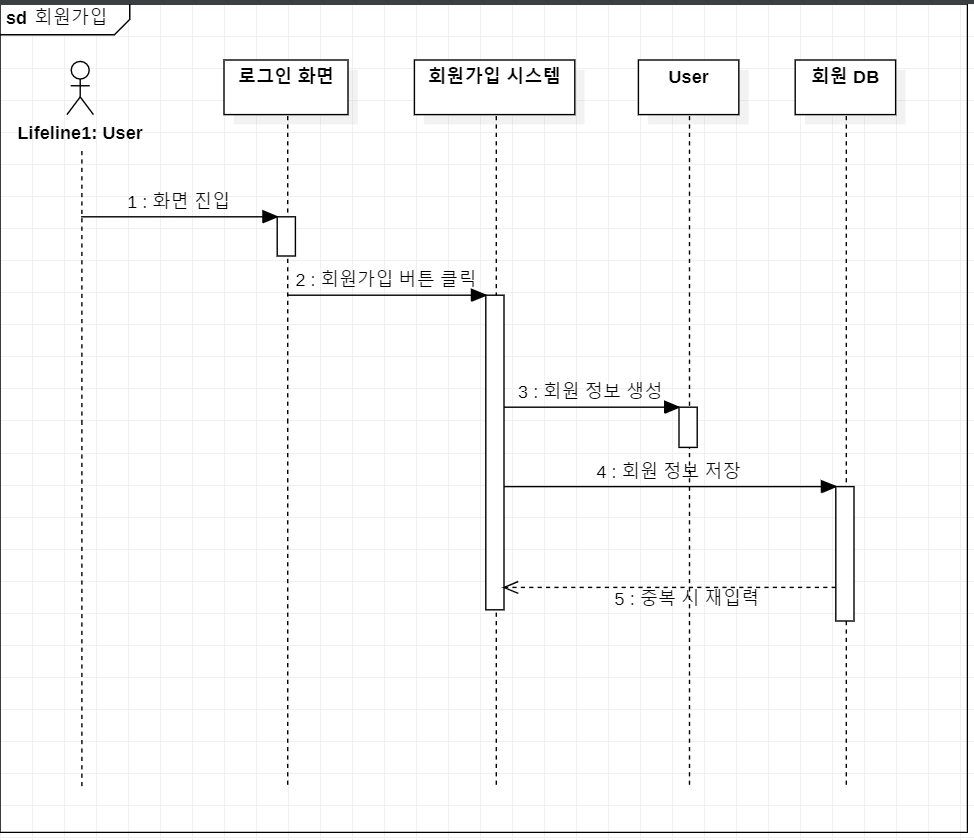 sd 회원가입
로그인 화면
회원가입 시스템
User
회원 DB
Lifeline1: User
1 : 화면 진입
2 : 회원가입 버튼 클릭
3 : 회원 정보 생성
4 : 회원 정보 저장
5 : 중복 시 재입력